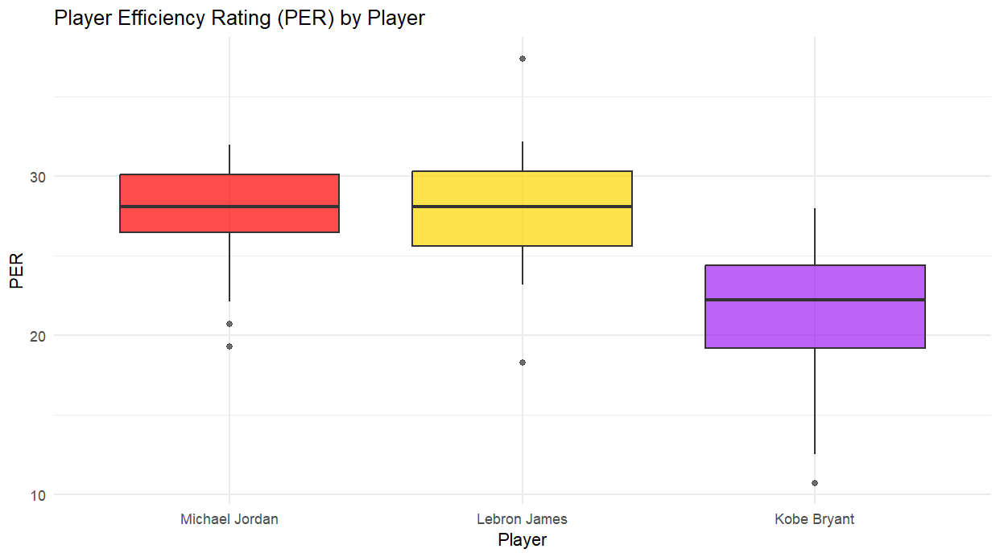 Player Efficiency Rating (PER) by Player
PER
30
20
10
Michael Jordan
Lebron James
Kobe Bryant
Player